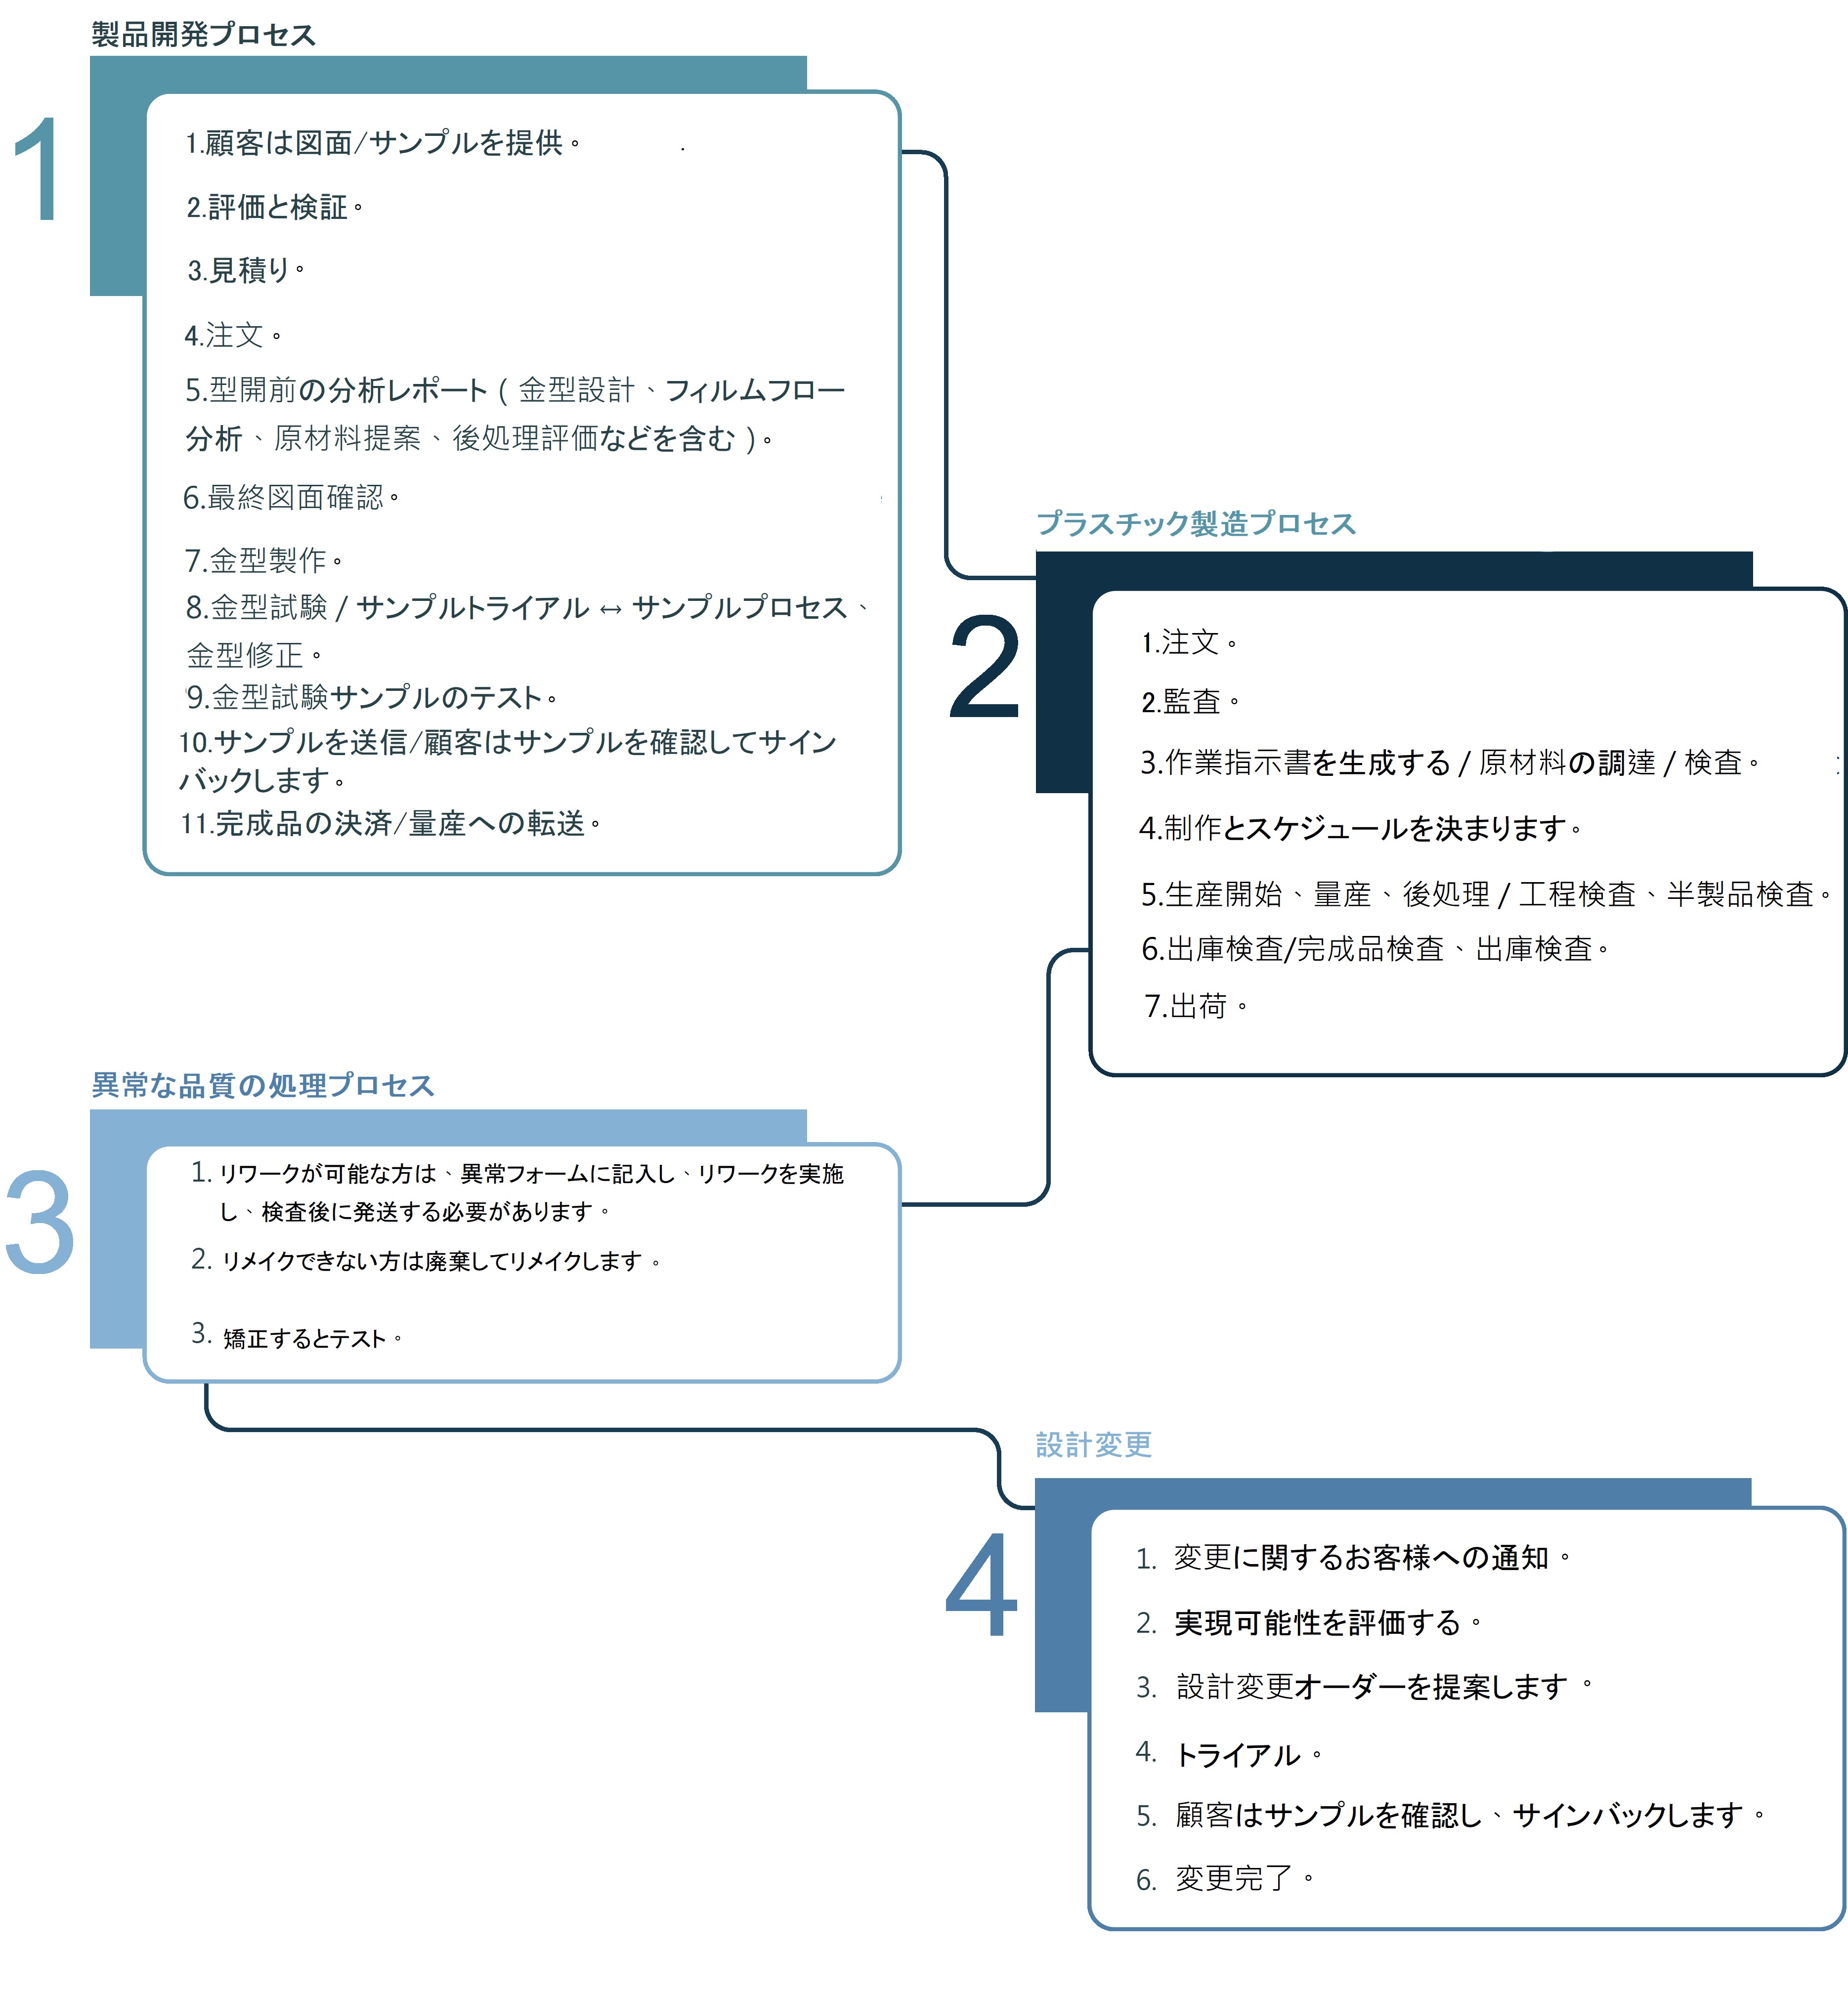 製品開発プロセス
1
1.顧客は図面/サンプルを提供。
2.評価と検証。
3.見積り。
4.注文。
5.型開前の分析レポート ( 金型設計、フィルムフロー
分析、原材料提案、後処理評価などを含む )。
6.最終図面確認。
7.金型製作。
8.金型試験 / サンプルトライアル ↔ サンプルプロセス、
金型修正。
9.金型試験サンプルのテスト。
10.サンプルを送信/顧客はサンプルを確認してサイン
バックします。
11.完成品の決済/量産への転送。
プラスチック製造プロセス
2
1.注文。
2.監査。
3.作業指示書を生成する / 原材料の調達 / 検査。
4.制作とスケジュールを決まります。
5.生産開始、量産、後処理 / 工程検査、半製品検査。
6.出庫検査/完成品検査、出庫検査。
7.出荷。
異常な品質の処理プロセス
3
1. リワークが可能な方は、異常フォームに記入し、リワークを実施
し、検査後に発送する必要があります。
2. リメイクできない方は廃棄してリメイクします。
3. 矯正するとテスト。
設計変更
4
1. 変更に関するお客様への通知。
2. 実現可能性を評価する。
3. 設計変更オーダーを提案します。
4. トライアル。
5. 顧客はサンプルを確認し、サインバックします。
6. 変更完了。